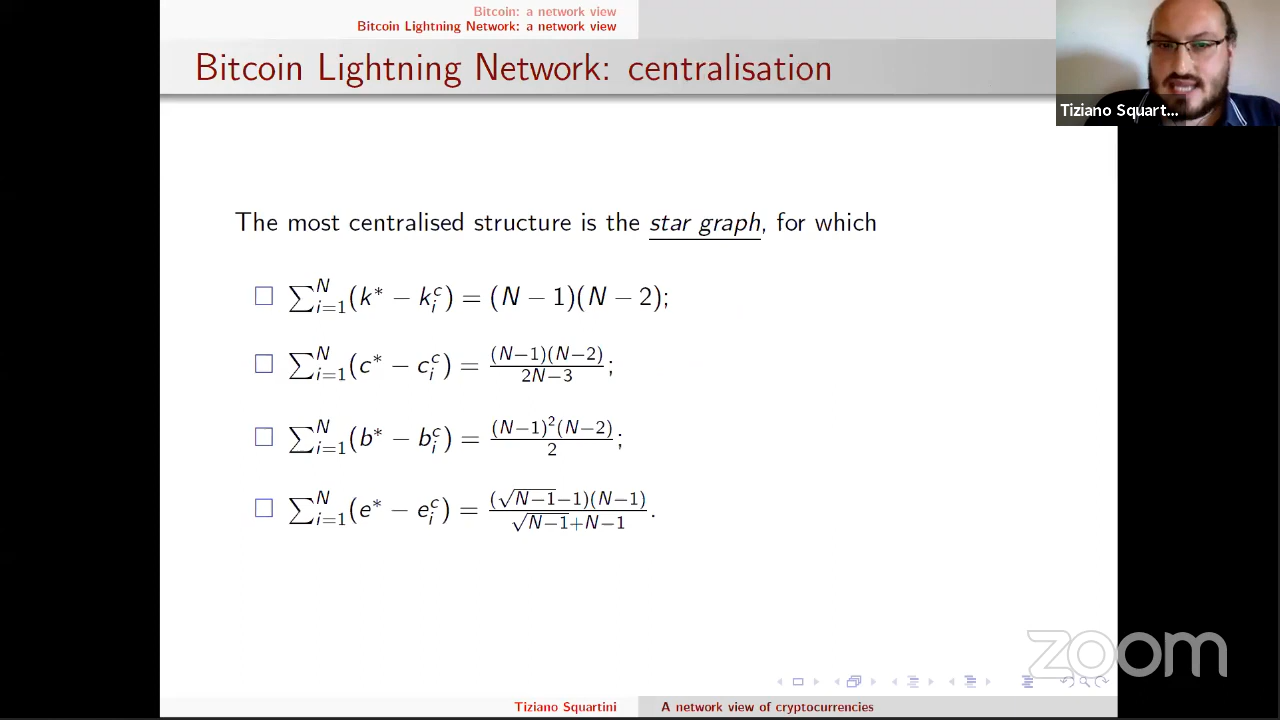 Bitcoin: a network view
Bitcoin Lightning Network: a network view
Bitcoin Lightning Network: centralisation
Tiziano Squart...
The most centralised structure is the star graph, for which
□ ∑_{i=1}^{N}(k* − k_i^c) = (N − 1)(N − 2);
□ ∑_{i=1}^{N}(c* − c_i^c) = (N−1)(N−2)/2N−3;
□ ∑_{i=1}^{N}(b* − b_i^c) = (N−1)²(N−2)/2;
□ ∑_{i=1}^{N}(e* − e_i^c) = (√N−1−1)(N−1)/√N−1+N−1.
zoom
Tiziano Squartini A network view of cryptocurrencies